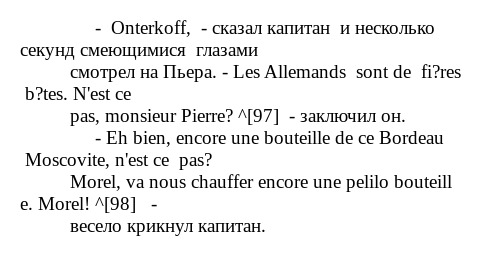 - Onterkoff, - сказал капитан и несколько
секунд смеющимися глазами
смотрел на Пьера. - Les Allemands sont de fi?res
b?tes. N'est ce
pas, monsieur Pierre? ^[97] - заключил он.
- Eh bien, encore une bouteille de ce Bordeau
Moscovite, n'est ce pas?
Morel, va nous chauffer encore une pelilo bouteill
e. Morel! ^[98] -
весело крикнул капитан.